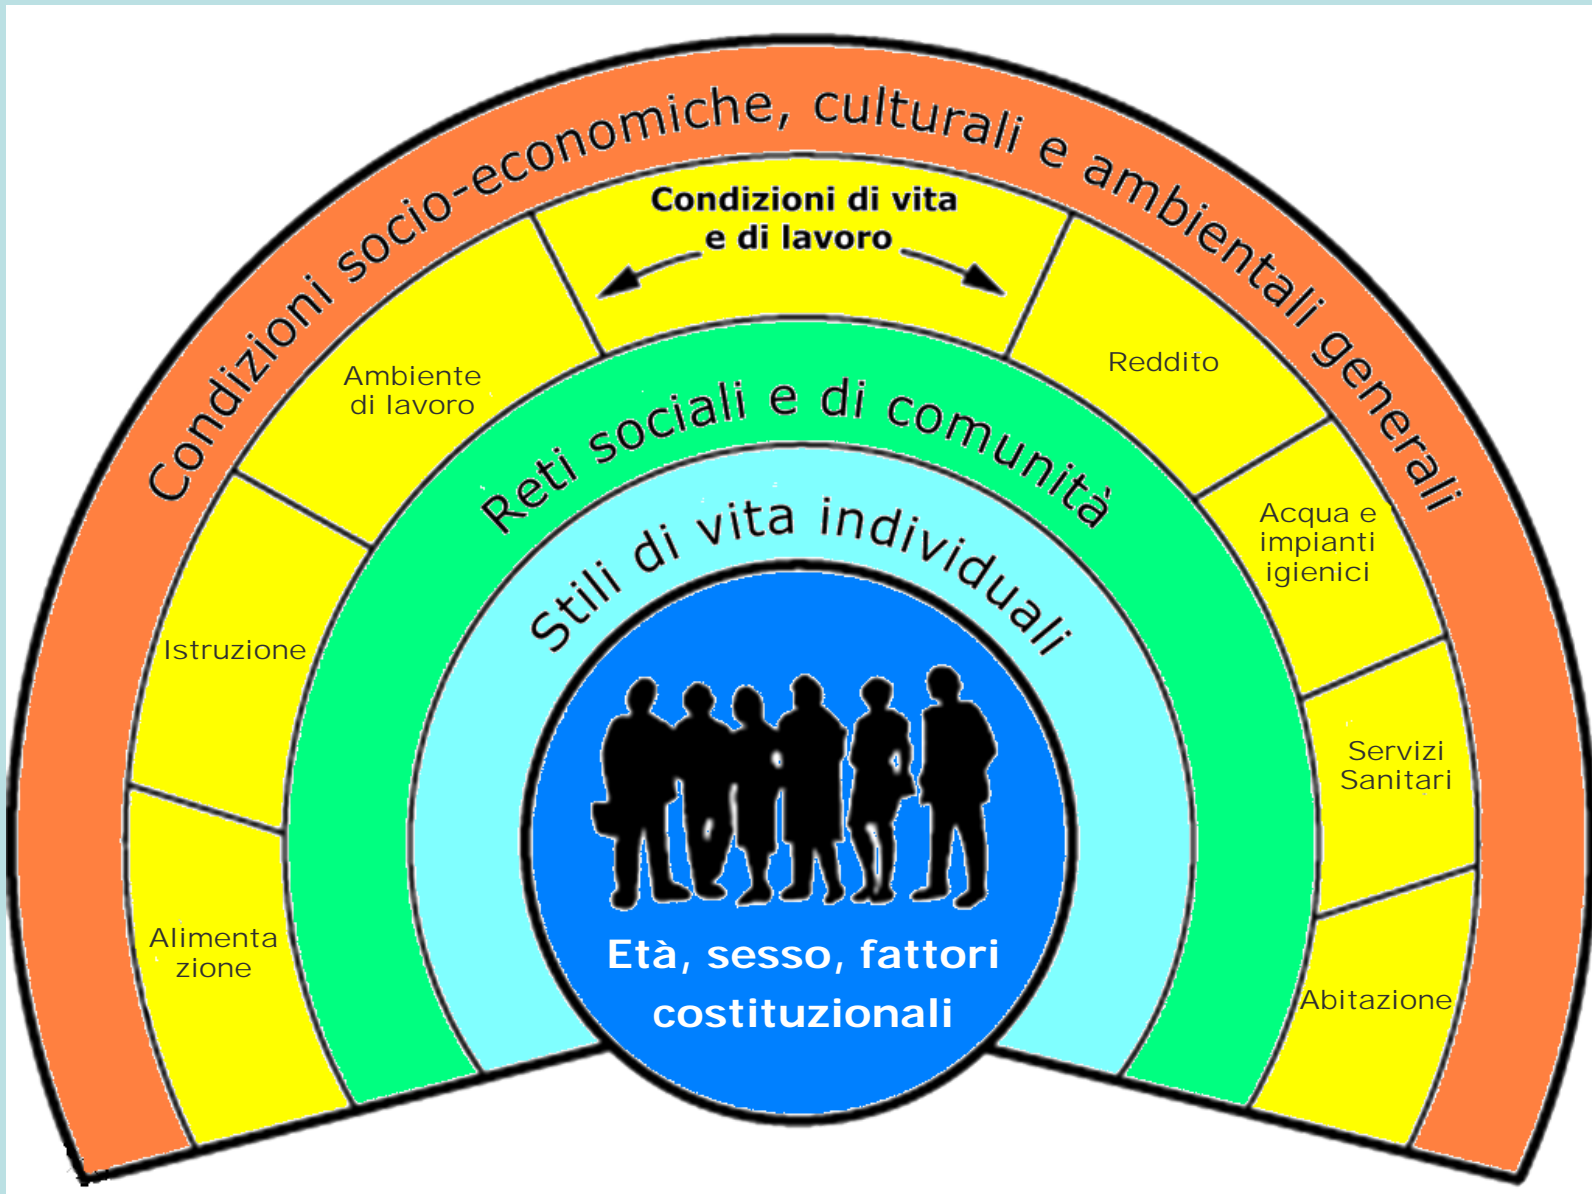 Condizioni socio-economiche, culturali e ambientali generali
Condizioni di vita
e di lavoro
Ambiente
di lavoro
Reddito
Reti sociali e di comunità
Acqua e
impianti
igienici
Stili di vita individuali
Istruzione
Servizi
Sanitari
Alimenta
zione
Età, sesso, fattori
costituzionali
Abitazione